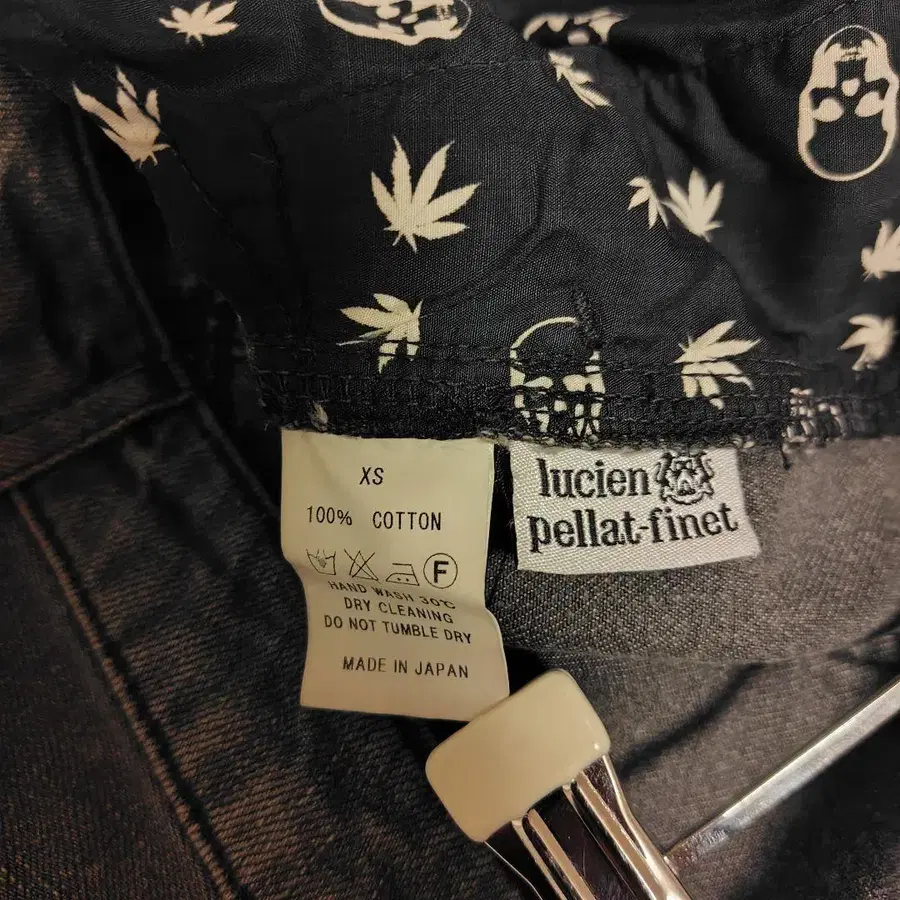 XS
100% COTTON
F
HAND WASH 30℃
DRY CLEANING
DO NOT TUMBLE DRY
MADE IN JAPAN
lucien
pellat-finet